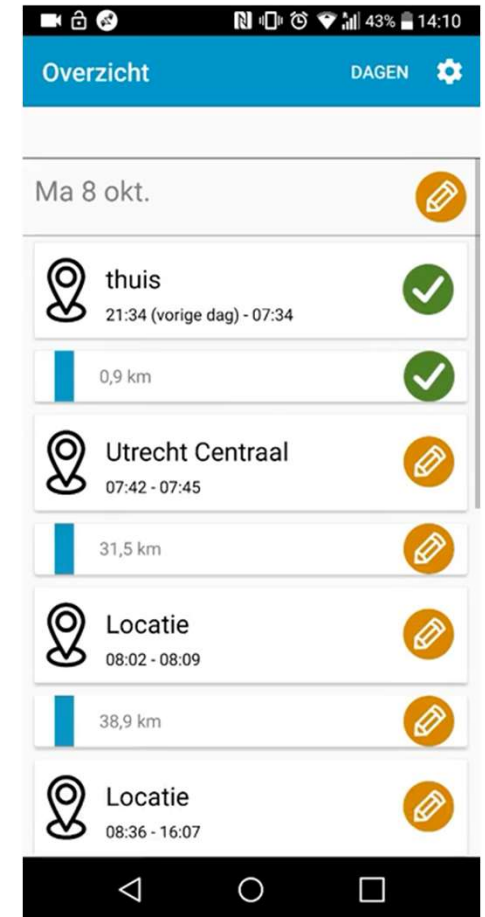 43% 14:10
Overzicht DAGEN
Ma 8 okt.
thuis
21:34 (vorige dag) - 07:34
0,9 km
Utrecht Centraal
07:42 - 07:45
31,5 km
Locatie
08:02 - 08:09
38,9 km
Locatie
08:36 - 16:07